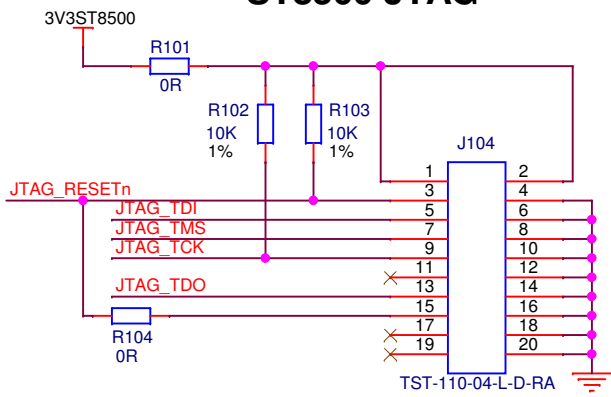 3V3ST8500
R101
0R
R102
10K
1%
R103
10K
1%
J104
JTAG_RESETn
JTAG_TDI
JTAG_TMS
JTAG_TCK
JTAG_TDO
R104
0R
1 2
3 4
5 6
7 8
9 10
11 12
13 14
15 16
17 18
19 20
TST-110-04-L-D-RA